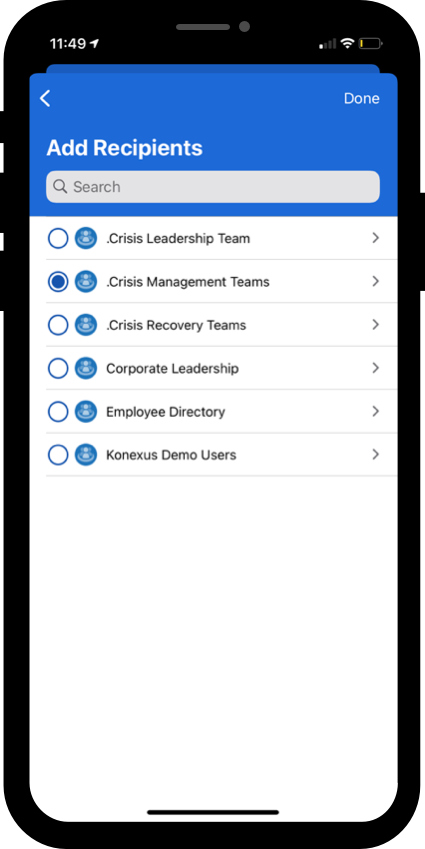 11:49
Done
Add Recipients
Search
.Crisis Leadership Team
.Crisis Management Teams
.Crisis Recovery Teams
Corporate Leadership
Employee Directory
Konexus Demo Users